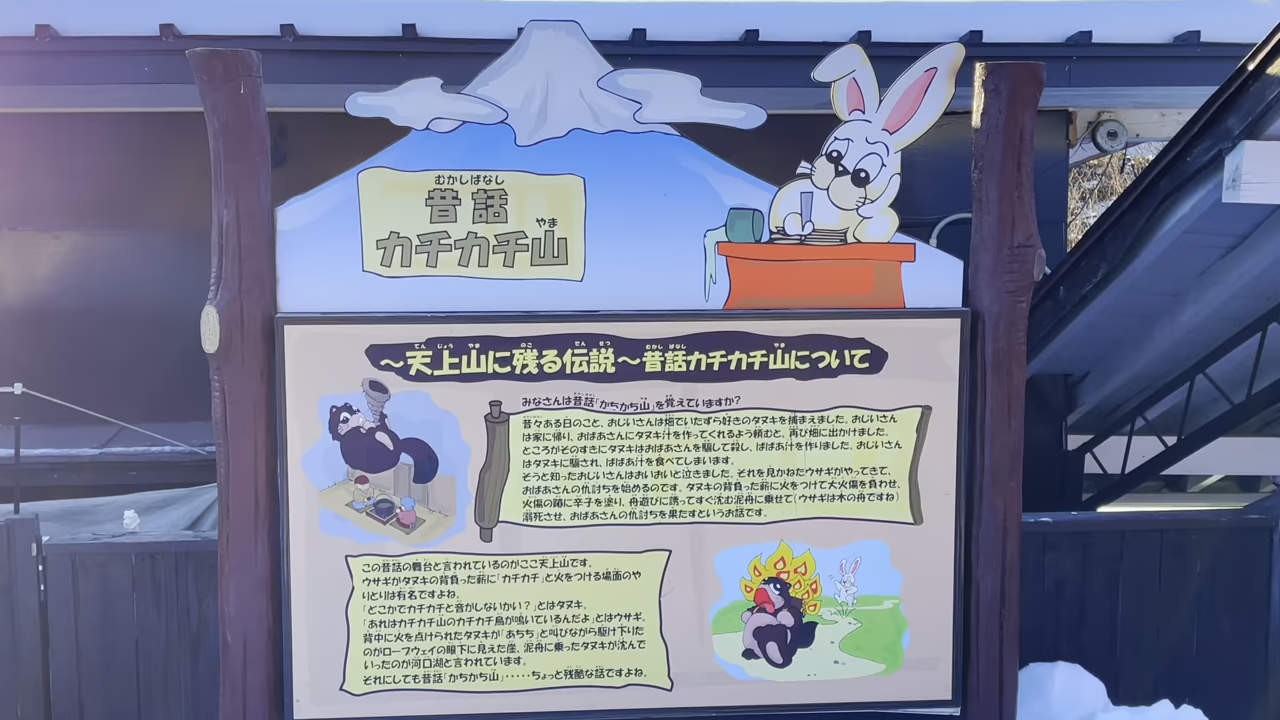 むかしばなし
昔話
やま
カチカチ山
てんじょうやま のこ でんせつ むかしばなし やま
～天上山に残る伝説～昔話カチカチ山について
みなさんは昔話「かちかち山」を覚えていますか?
昔々ある日のこと、おじいさんは畑でいたずら好きのタヌキを捕まえました。おじいさん
は家に帰り、おばあさんにタヌキ汁を作ってくれるよう頼むと、再び畑に出かけました。
ところがそのすきにタヌキはおばあさんを騙して殺し、ばばあ汁を作りました。おじいさん
はタヌキに騙され、ばばあ汁を食べてしまいます。
そうと知ったおじいさんはおいおいと泣きました。それを見かねたウサギがやってきて、
おばあさんの仇討ちを始めるのです。タヌキの背負った薪に火をつけて大火傷を負わせ、
火傷の跡に辛子を塗り、舟遊びに誘ってすぐ沈む泥舟に乗せて(ウサギは木の舟ですね)
溺死させ、おばあさんの仇討ちを果たすというお話です。
この昔話の舞台と言われているのがここ天上山です。
ウサギがタヌキの背負った薪に「カチカチ」と火をつける場面のや
りとりは有名ですよね。
「どこかでカチカチと音がしないかい?」とはタヌキ。
「あれはカチカチ山のカチカチ鳥が鳴いているんだよ」とはウサギ。
背中に火を点けられたタヌキが「あちち」と叫びながら駆け下りた
のがロープウェイの眼下に見えた崖、泥舟に乗ったタヌキが沈んで
いったのが河口湖と言われています。
それにしても昔話「かちかち山」・・・・・ちょっと残酷な話ですよね。